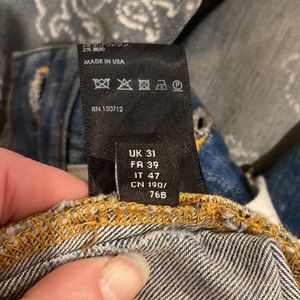 MADE IN USA
RN 150712
UK 31
FR 39
IT 47
CN 190/
76B